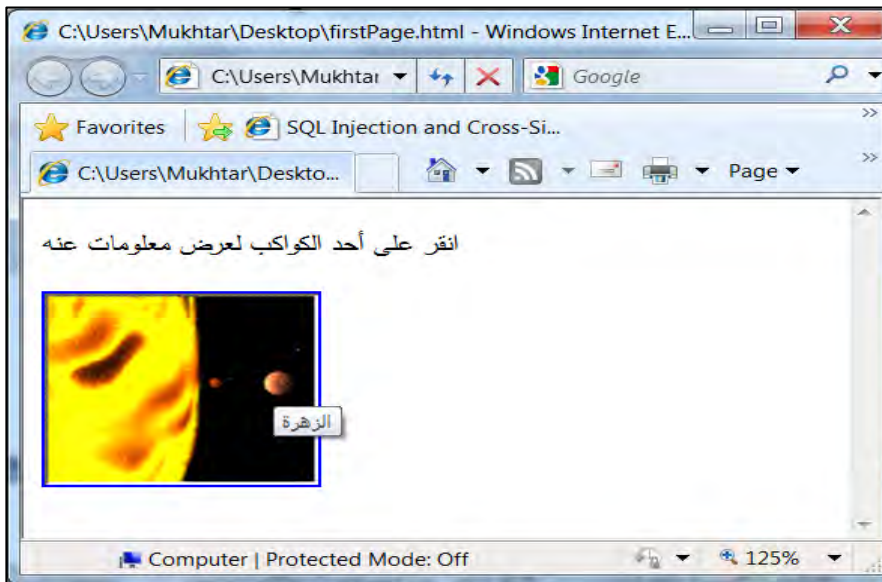 C:\Users\Mukhtar\Desktop\firstPage.html - Windows Internet E...
C:\Users\Mukhtar
Google
Favorites
SQL Injection and Cross-Si...
C:\Users\Mukhtar\Deskto...
Page
انقر على أحد الكواكب لعرض معلومات عنه
الزهرة
Computer | Protected Mode: Off
125%